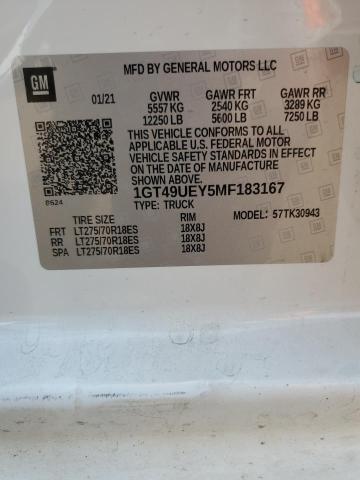 MFD BY GENERAL MOTORS LLC
GM
01/21 GVWR GAWR FRT GAWR RR
5557 KG 2540 KG 3289 KG
12250 LB 5600 LB 7250 LB
THIS VEHICLE CONFORMS TO ALL
APPLICABLE U.S. FEDERAL MOTOR
VEHICLE SAFETY STANDARDS IN EFFECT
ON THE DATE OF MANUFACTURE SHOWN ABOVE.
1GT49UEY5MF183167
0624
TYPE: TRUCK MODEL: 57TK30943
TIRE SIZE RIM
FRT LT275/70R18ES 18X8J
RR LT275/70R18ES 18X8J
SPA LT275/70R18ES 18X8J